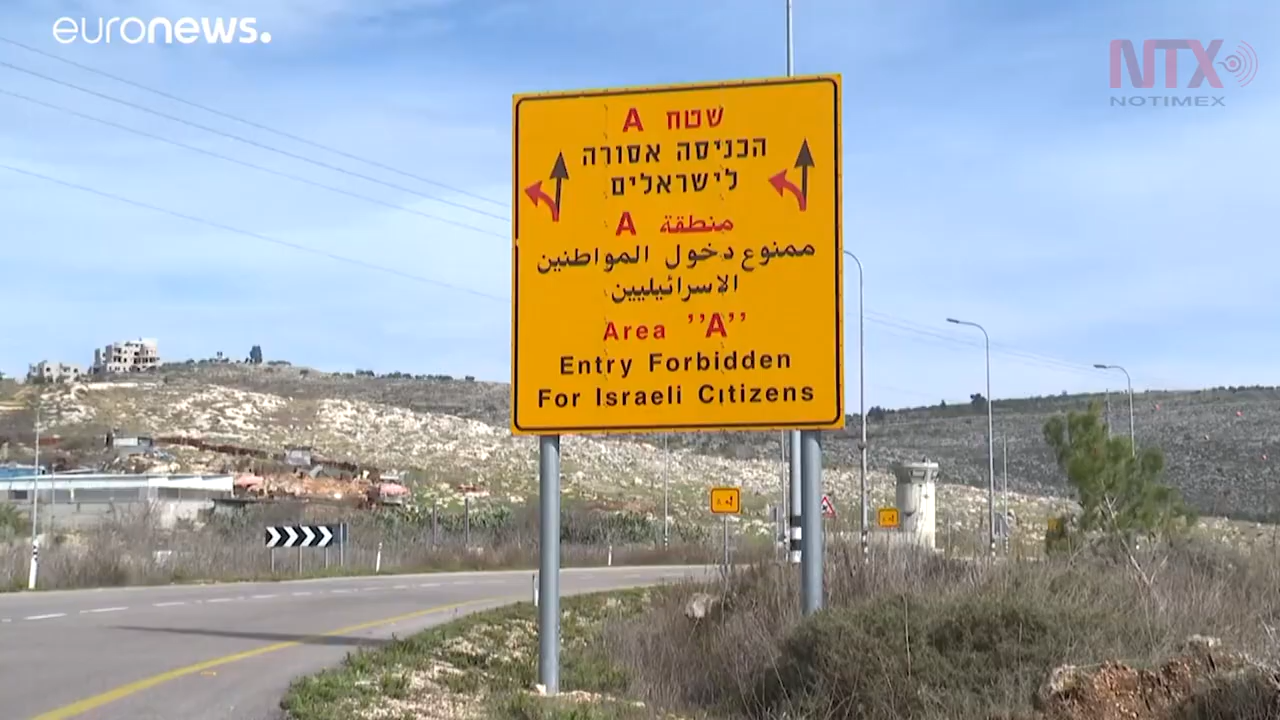 euronews.
NTX
NOTIMEX
שטח A
הכניסה אסורה
לישראלים
منطقة A
ممنوع دخول المواطنين
الاسرائيليين
Area ’’A’’
Entry Forbidden
For Israeli Citizens